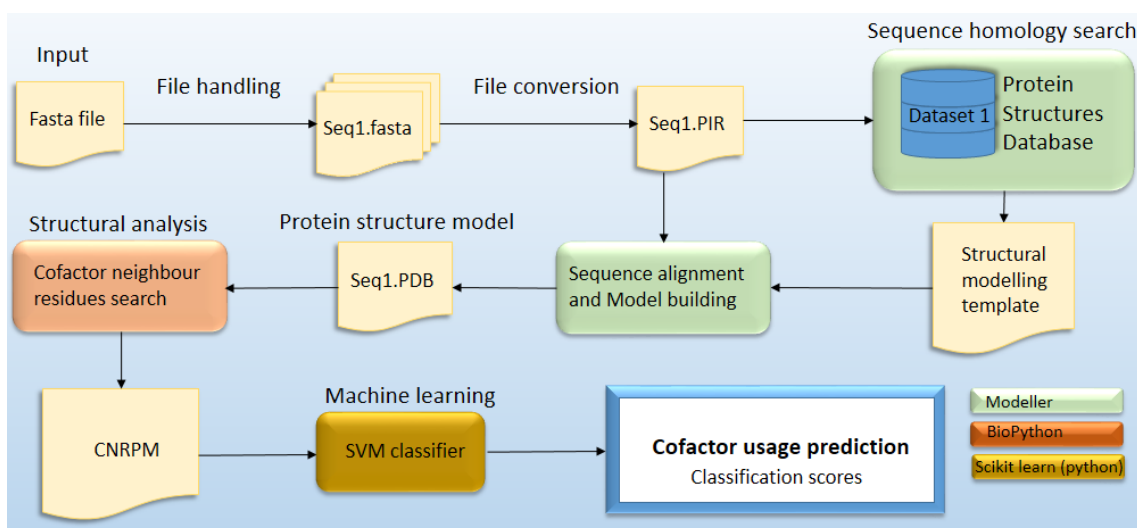 Sequence homology search
Input
File handling
File conversion
Fasta file
Seq1.fasta
Seq1.PIR
Dataset 1
Protein
Structures
Database
Structural analysis
Protein structure model
Cofactor neighbour
residues search
Seq1.PDB
Sequence alignment
and Model building
Structural
modelling
template
Machine learning
CNRPM
SVM classifier
Cofactor usage prediction
Classification scores
Modeller
BioPython
Scikit learn (python)